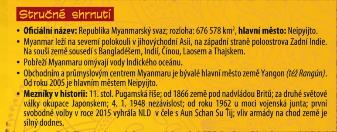 Stručné shrnutí
• Oficiální název: Republika Myanmarský svaz; rozloha: 676 578 km², hlavní město: Neipyijto.
• Myanmar leží na severní polokouli v jihovýchodní Asii, na západní straně poloostrova Zadní Indie.
Na souši země sousedí s Bangladéšem, Indií, Čínou, Laosem a Thajskem.
• Pobřeží Myanmaru omývají vody Indického oceánu.
• Obchodním a průmyslovým centrem Myanmaru je bývalé hlavní město země Yangon (též Rangún).
Od roku 2005 je hlavním městem Neipyijto.
• Mezníky v historii: 11. stol. Pugamská říše; od 1866 země pod nadvládou Britů; za druhé světové
války okupace Japonskem; 4. 1. 1948 nezávislost; od roku 1962 u moci vojenská junta; první
svobodné volby v roce 2015 vyhrála NLD v čele s Aun Schan Su Ťij; vliv armády na chod země je
silný dodnes.